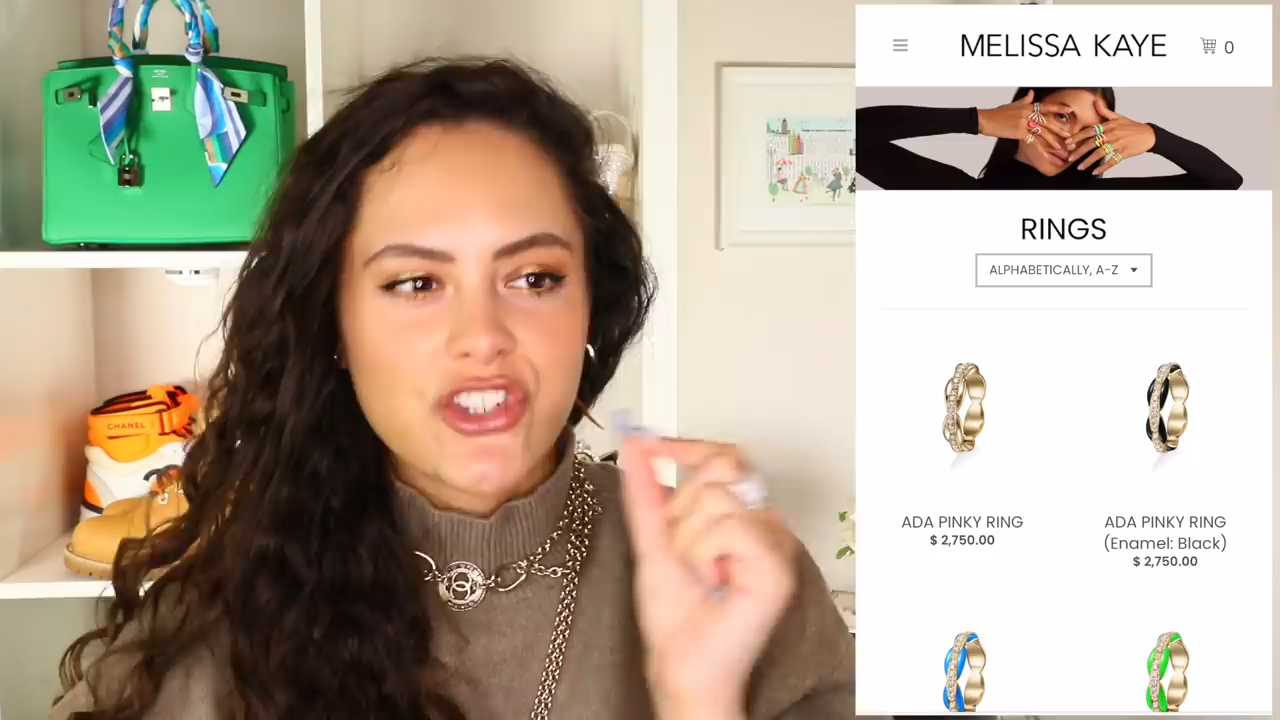 CHANEL
MELISSA KAYE
0
RINGS
ALPHABETICALLY, A-Z
ADA PINKY RING
$ 2,750.00
ADA PINKY RING
(Enamel: Black)
$ 2,750.00